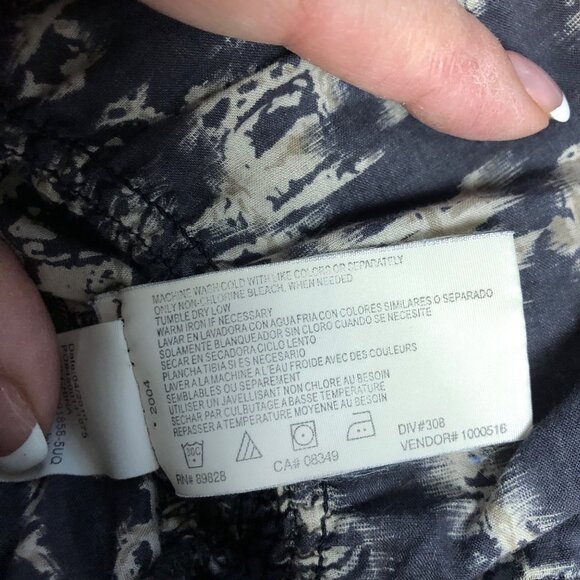 MACHINE WASH COLD WITH LIKE COLORS OR SEPARATELY
ONLY NON-CHLORINE BLEACH, WHEN NEEDED
TUMBLE DRY LOW
WARM IRON IF NECESSARY
LAVAR EN LAVADORA CON AGUA FRIA CON COLORES SIMILARES O SEPARADO
SOLAMENTE BLANQUEADOR SIN CLORO CUANDO SE NECESITA
SECAR EN SECADORA CICLO LENTO
PLANCHA TIBIA SI ES NECESARIO
LAVER A LA MACHINE A L'EAU FROIDE AVEC DES COULEURS
SEMBLABLES OU SEPAREMENT
UTILISER UN JAVELLISANT NON CHLORE AU BESOIN
SECHAR PAR CULBUTAGE A BASSE TEMPERATURE
REPASSER A TEMPERATURE MOYENNE AU BESOIN
30C
RN# 89828
CA# 08349
DIV#308
VENDOR# 1000516
2004